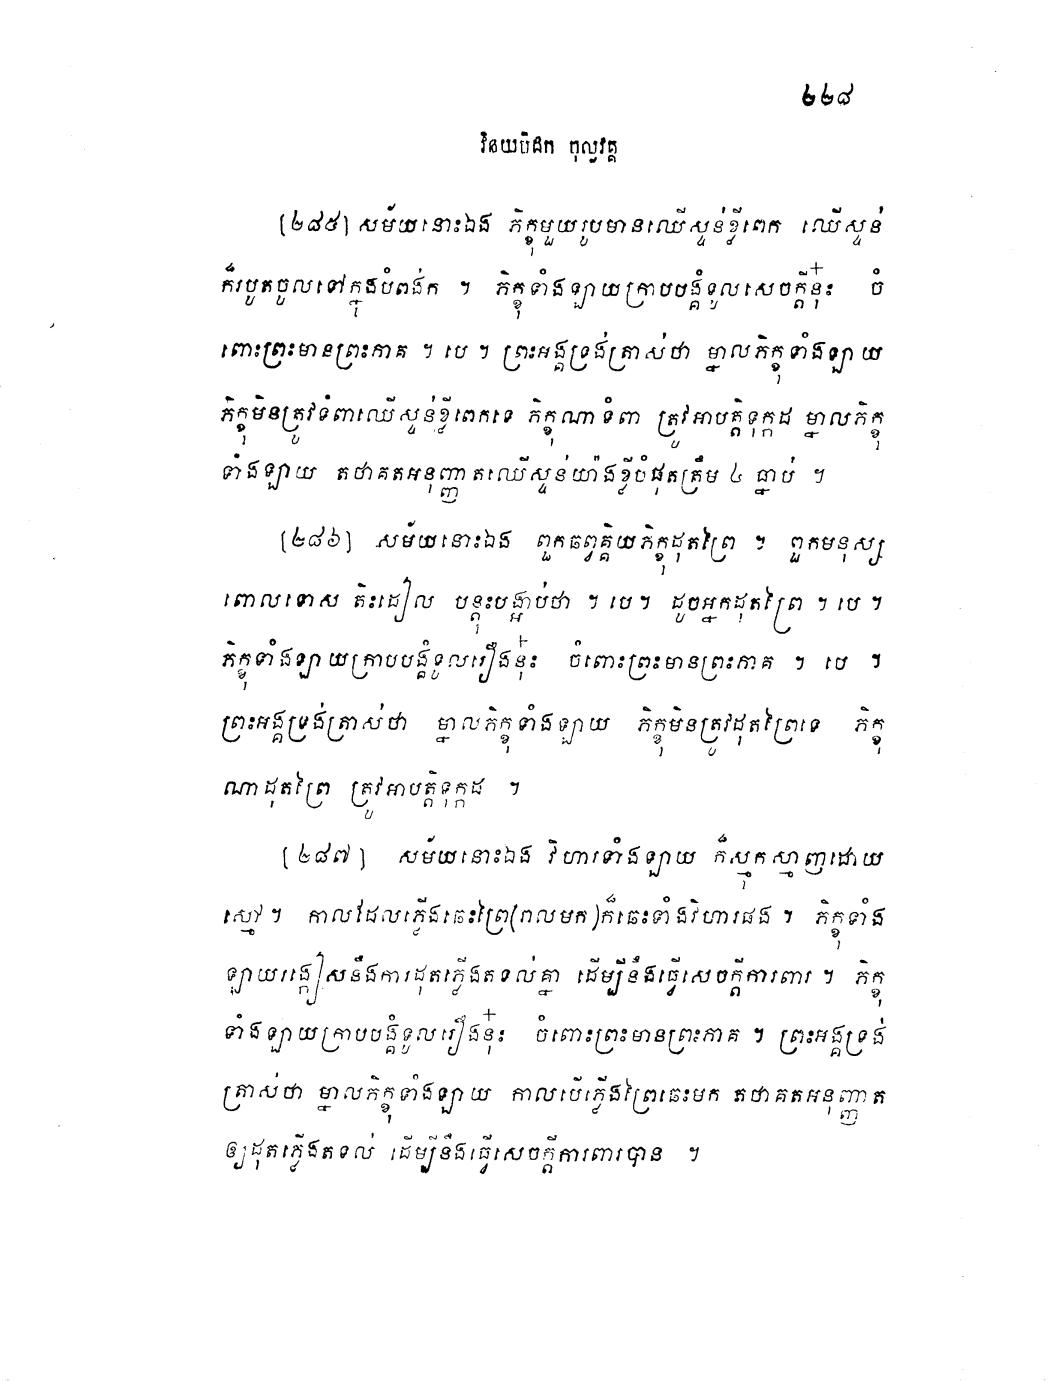 ២២៨
វិនយបិដក ចុល្លវគ្គ
[២៨៥] សម័យនោះឯង ភិក្ខុមួយរូបមានឈើស្ទន់ខ្លីពេក ឈើស្ទន់
ក៏របូតចូលទៅក្នុងបំពង់ក ។ ភិក្ខុទាំងឡាយក្រាបបង្គំទូលសេចក្តីនុ៎ះ ចំ
ពោះព្រះមានព្រះភាគ ។ បេ ។ ព្រះអង្គទ្រង់ត្រាស់ថា ម្នាលភិក្ខុទាំងឡាយ
ភិក្ខុមិនត្រូវទំពាឈើស្ទន់ខ្លីពេកទេ ភិក្ខុណាទំពា ត្រូវអាបត្តិទុក្កដ ម្នាលភិក្ខុ
ទាំងឡាយ តថាគតអនុញ្ញាតឈើស្ទន់យ៉ាងខ្លីបំផុតត្រឹម ៤ ធ្នាប់ ។
[២៨៦] សម័យនោះឯង ពួកឆព្វគ្គិយភិក្ខុដុតព្រៃ ។ ពួកមនុស្ស
ពោលទោស តិះដៀល បន្តុះបង្អាប់ថា ។ បេ ។ ដូចអ្នកដុតព្រៃ ។ បេ ។
ភិក្ខុទាំងឡាយក្រាបបង្គំទូលរឿងនុ៎ះ ចំពោះព្រះមានព្រះភាគ ។ បេ ។
ព្រះអង្គទ្រង់ត្រាស់ថា ម្នាលភិក្ខុទាំងឡាយ ភិក្ខុមិនត្រូវដុតព្រៃទេ ភិក្ខុ
ណាដុតព្រៃ ត្រូវអាបត្តិទុក្កដ ។
[២៨៧] សម័យនោះឯង វិហារទាំងឡាយ ក៏ស្មុកស្មាញដោយ
ស្មៅ ។ កាលដែលភ្លើងឆេះព្រៃ(រាលមក)ក៏ឆេះទាំងវិហារផង ។ ភិក្ខុទាំង
ឡាយរង្កៀសនឹងការដុតភ្លើងតទល់គ្នា ដើម្បីនឹងធ្វើសេចក្តីការពារ ។ ភិក្ខុ
ទាំងឡាយក្រាបបង្គំទូលរឿងនុ៎ះ ចំពោះព្រះមានព្រះភាគ ។ ព្រះអង្គទ្រង់
ត្រាស់ថា ម្នាលភិក្ខុទាំងឡាយ កាលបើភ្លើងព្រៃឆេះមក តថាគតអនុញ្ញាត
ឲ្យដុតភ្លើងតទល់ ដើម្បីនឹងធ្វើសេចក្តីការពារបាន ។